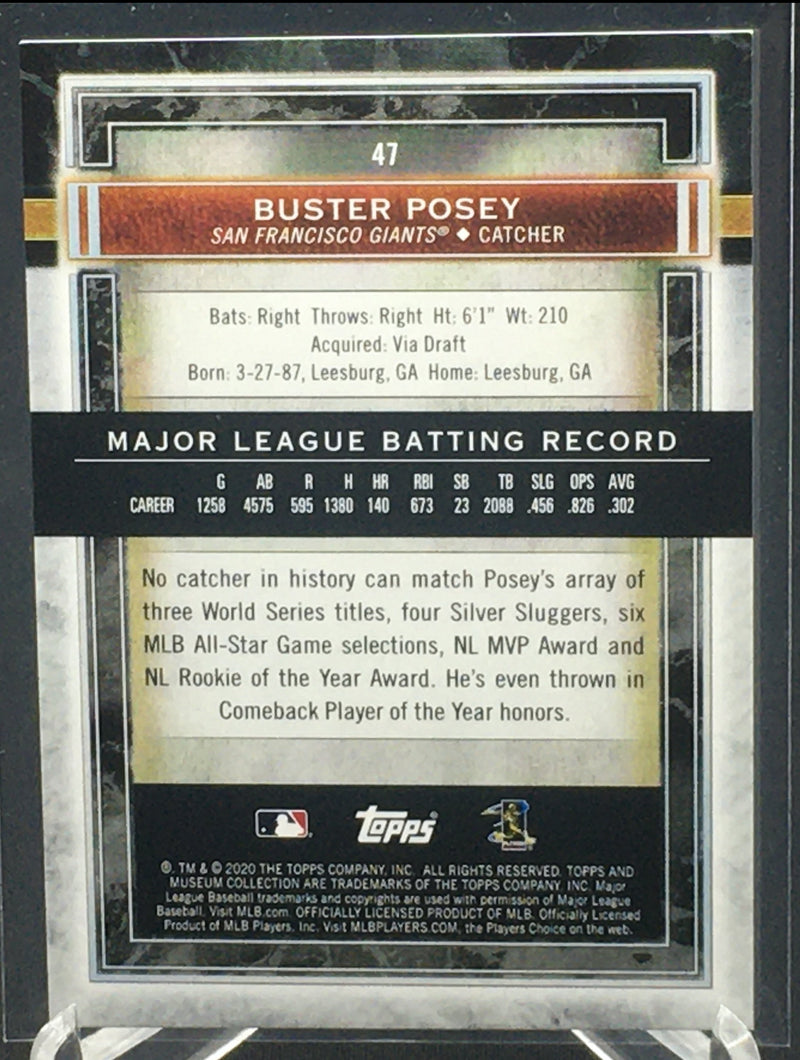 47
BUSTER POSEY
SAN FRANCISCO GIANTS® ◆ CATCHER
Bats: Right Throws: Right Ht: 6'1" Wt: 210
Acquired: Via Draft
Born: 3-27-87, Leesburg, GA Home: Leesburg, GA
MAJOR LEAGUE BATTING RECORD
G AB R H HR RBI SB TB SLG OPS AVG
CAREER 1258 4575 595 1380 140 673 23 2088 .456 .826 .302
No catcher in history can match Posey's array of
three World Series titles, four Silver Sluggers, six
MLB All-Star Game selections, NL MVP Award and
NL Rookie of the Year Award. He's even thrown in
Comeback Player of the Year honors.
topps
®, TM & © 2020 THE TOPPS COMPANY, INC. ALL RIGHTS RESERVED. TOPPS AND
MUSEUM COLLECTION ARE TRADEMARKS OF THE TOPPS COMPANY, INC. Major
League Baseball trademarks and copyrights are used with permission of Major League
Baseball. Visit MLB.com. OFFICIALLY LICENSED PRODUCT OF MLB. Officially Licensed
Product of MLB Players, Inc. Visit MLBPLAYERS.COM, the Players Choice on the web.